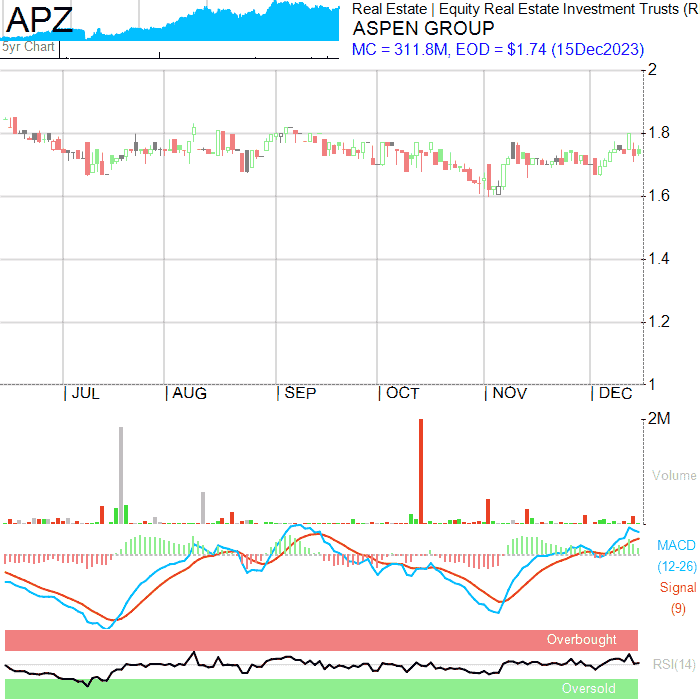 APZ
5yr Chart
Real Estate | Equity Real Estate Investment Trusts (R
ASPEN GROUP
MC = 311.8M, EOD = $1.74 (15Dec2023)
2
1.8
1.6
1.4
1.2
1
JUL AUG SEP OCT NOV DEC
2M
Volume
MACD
(12-26)
Signal
(9)
Overbought
RSI(14)
Oversold